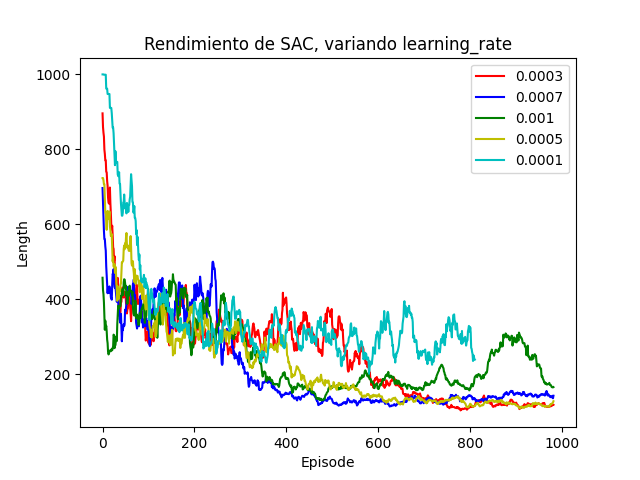 Rendimiento de SAC, variando learning_rate
1000
800
600
400
200
Length
0.0003
0.0007
0.001
0.0005
0.0001
0 200 400 600 800 1000
Episode